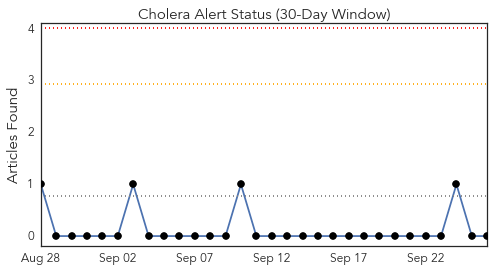 Cholera Alert Status (30-Day Window)
Articles Found
4
3
2
1
0
Aug 28 Sep 02 Sep 07 Sep 12 Sep 17 Sep 22